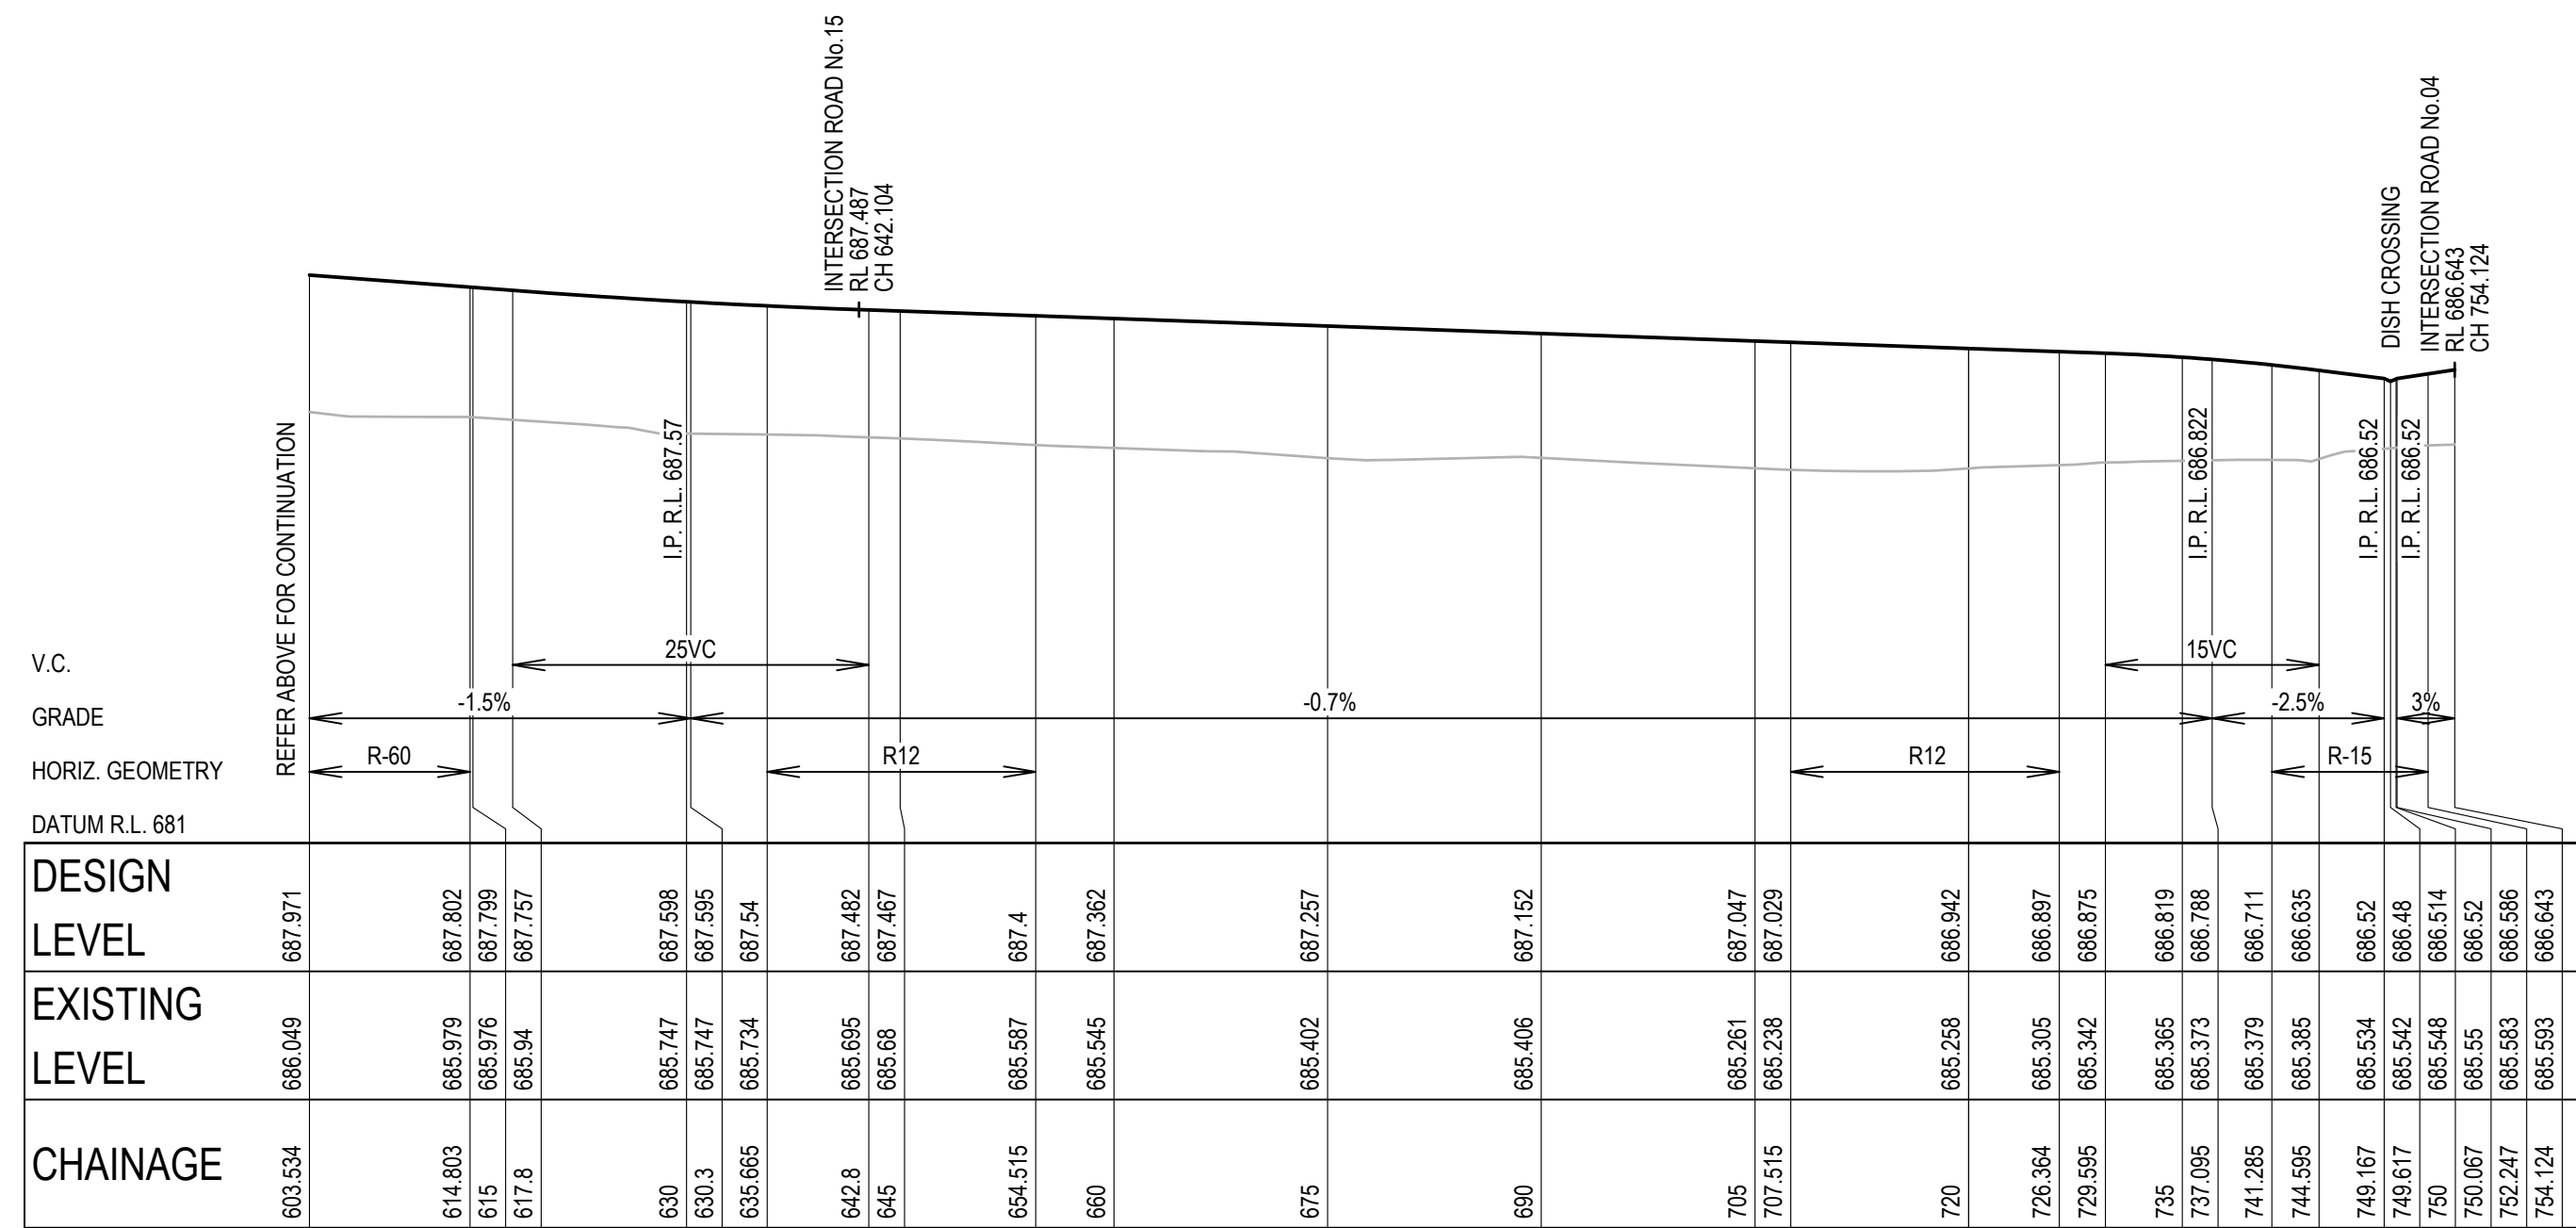 INTERSECTION ROAD No.15
RL 687.487
CH 642.104
DISH CROSSING
INTERSECTION ROAD No.04
RL 686.643
CH 754.124
REFER ABOVE FOR CONTINUATION
I.P. R.L. 687.57
I.P. R.L. 686.822
I.P. R.L. 686.52
I.P. R.L. 686.52
V.C. 25VC 15VC
GRADE -1.5% -0.7% -2.5% 3%
HORIZ. GEOMETRY R-60 R12 R12 R-15
DATUM R.L. 681
DESIGN
LEVEL 687.971 687.802 687.799 687.757 687.598 687.595 687.54 687.482 687.467 687.4 687.362 687.257 687.152 687.047 687.029 686.942 686.897 686.875 686.819 686.788 686.711 686.635 686.52 686.48 686.514 686.52 686.586 686.643
EXISTING
LEVEL 686.049 685.979 685.976 685.94 685.747 685.747 685.734 685.695 685.68 685.587 685.545 685.402 685.406 685.261 685.238 685.258 685.305 685.342 685.365 685.373 685.379 685.385 685.534 685.542 685.548 685.55 685.583 685.593
CHAINAGE 603.534 614.803 615 617.8 630 630.3 635.665 642.8 645 654.515 660 675 690 705 707.515 720 726.364 729.595 735 737.095 741.285 744.595 749.167 749.617 750 750.067 752.247 754.124